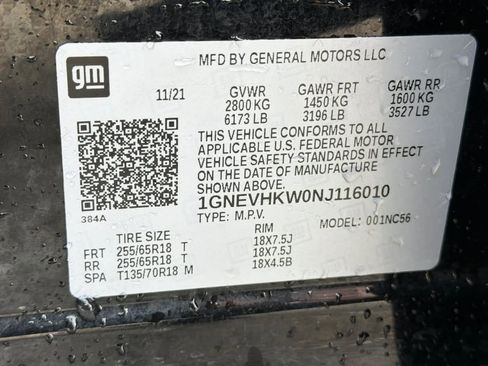 gm
MFD BY GENERAL MOTORS LLC
11/21 GVWR GAWR FRT GAWR RR
2800 KG 1450 KG 1600 KG
6173 LB 3196 LB 3527 LB
THIS VEHICLE CONFORMS TO ALL
APPLICABLE U.S. FEDERAL MOTOR
VEHICLE SAFETY STANDARDS IN EFFECT
ON THE DATE OF MANUFACTURE
SHOWN ABOVE.
1GNEVHKW0NJ116010
384A
TYPE: M.P.V. MODEL: 001NC56
TIRE SIZE RIM
FRT 255/65R18 T 18X7.5J
RR 255/65R18 T 18X7.5J
SPA T135/70R18 M 18X4.5B